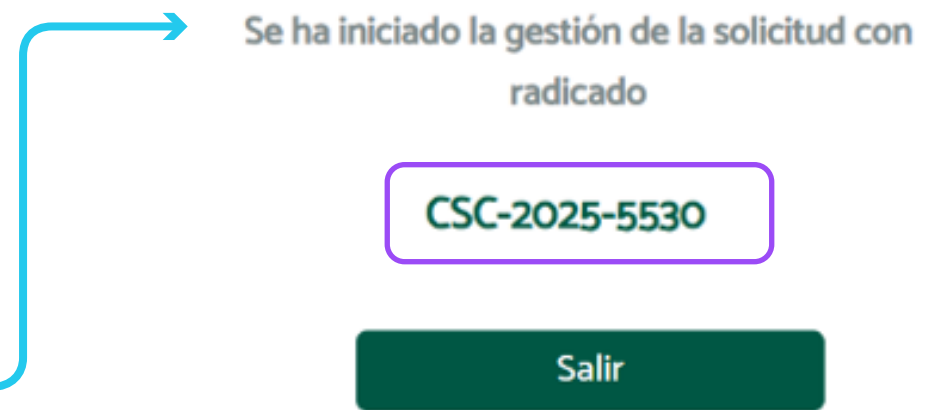 Se ha iniciado la gestión de la solicitud con
radicado
CSC-2025-5530
Salir